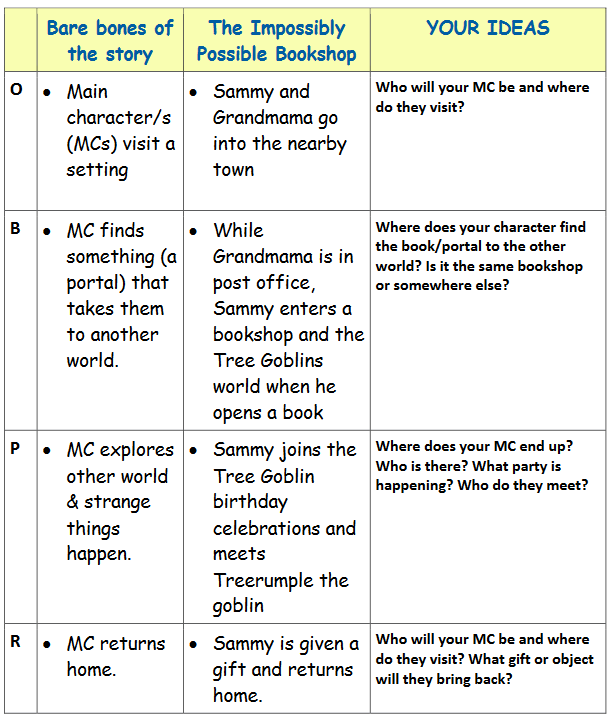 Bare bones of
the story
The Impossibly
Possible Bookshop
YOUR IDEAS
O
• Main
character/s
(MCs) visit a
setting
• Sammy and
Grandmama go
into the nearby
town
Who will your MC be and where
do they visit?
B
• MC finds
something (a
portal) that
takes them
to another
world.
• While
Grandmama is in
post office,
Sammy enters a
bookshop and the
Tree Goblins
world when he
opens a book
Where does your character find
the book/portal to the other
world? Is it the same bookshop
or somewhere else?
P
• MC explores
other world
& strange
things
happen.
• Sammy joins the
Tree Goblin
birthday
celebrations and
meets
Treerumple the
goblin
Where does your MC end up?
Who is there? What party is
happening? Who do they meet?
R
• MC returns
home.
• Sammy is given a
gift and returns
home.
Who will your MC be and where
do they visit? What gift or object
will they bring back?